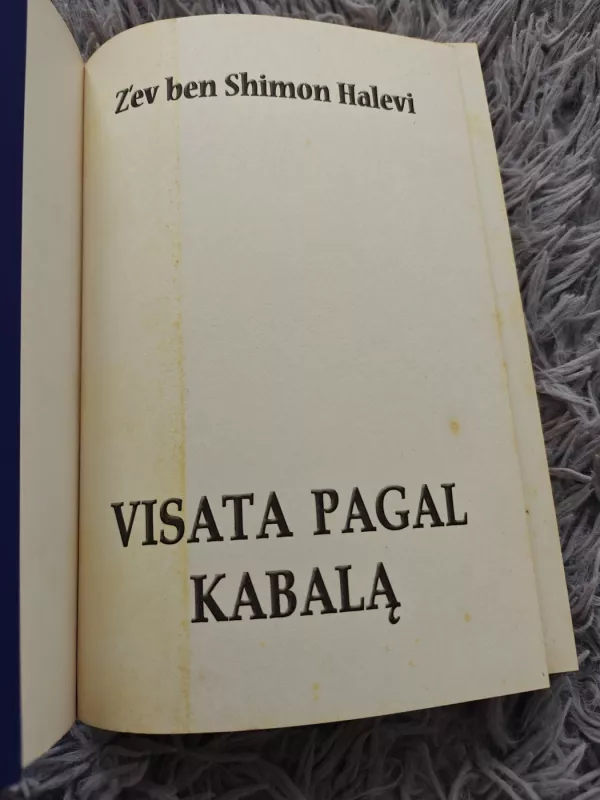 Z'ev ben Shimon Halevi
VISATA PAGAL
KABALĄ